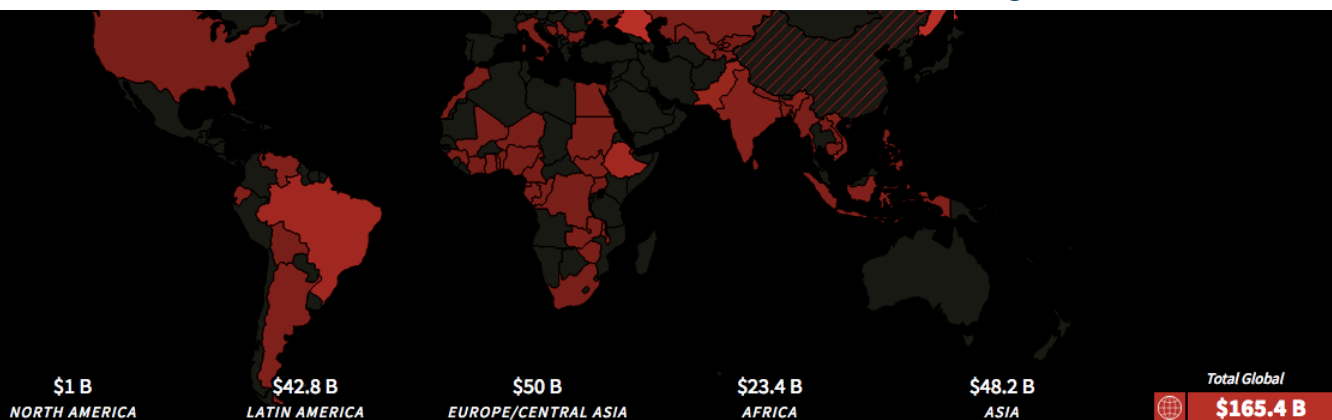 $1 B
NORTH AMERICA
$42.8 B
LATIN AMERICA
$50 B
EUROPE/CENTRAL ASIA
$23.4 B
AFRICA
$48.2 B
ASIA
Total Global
$165.4 B